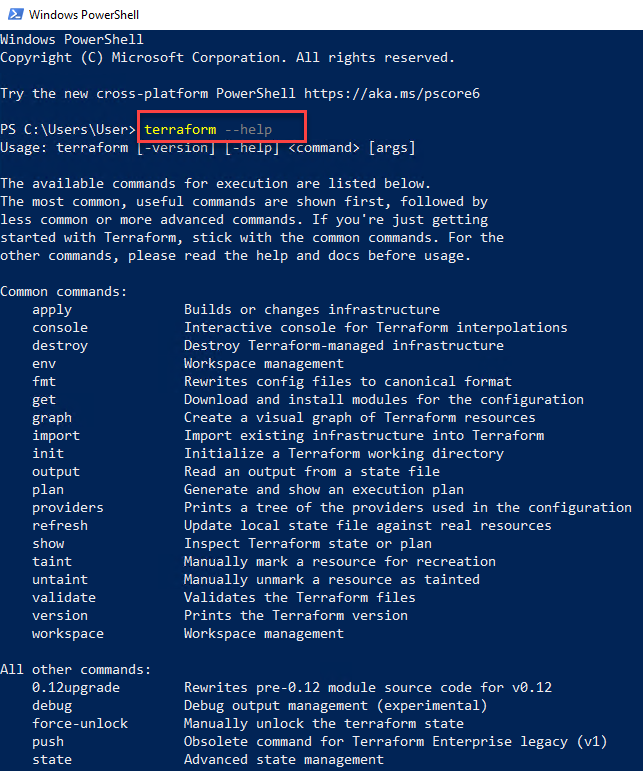 Windows PowerShell
Windows PowerShell
Copyright (C) Microsoft Corporation. All rights reserved.
Try the new cross-platform PowerShell https://aka.ms/pscore6
PS C:\Users\User> terraform --help
Usage: terraform [-version] [-help] <command> [args]
The available commands for execution are listed below.
The most common, useful commands are shown first, followed by
less common or more advanced commands. If you're just getting
started with Terraform, stick with the common commands. For the
other commands, please read the help and docs before usage.
Common commands:
    apply              Builds or changes infrastructure
    console            Interactive console for Terraform interpolations
    destroy            Destroy Terraform-managed infrastructure
    env                Workspace management
    fmt                Rewrites config files to canonical format
    get                Download and install modules for the configuration
    graph              Create a visual graph of Terraform resources
    import             Import existing infrastructure into Terraform
    init               Initialize a Terraform working directory
    output             Read an output from a state file
    plan               Generate and show an execution plan
    providers          Prints a tree of the providers used in the configuration
    refresh            Update local state file against real resources
    show               Inspect Terraform state or plan
    taint              Manually mark a resource for recreation
    untaint            Manually unmark a resource as tainted
    validate           Validates the Terraform files
    version            Prints the Terraform version
    workspace          Workspace management
All other commands:
    0.12upgrade        Rewrites pre-0.12 module source code for v0.12
    debug              Debug output management (experimental)
    force-unlock       Manually unlock the terraform state
    push               Obsolete command for Terraform Enterprise legacy (v1)
    state              Advanced state management